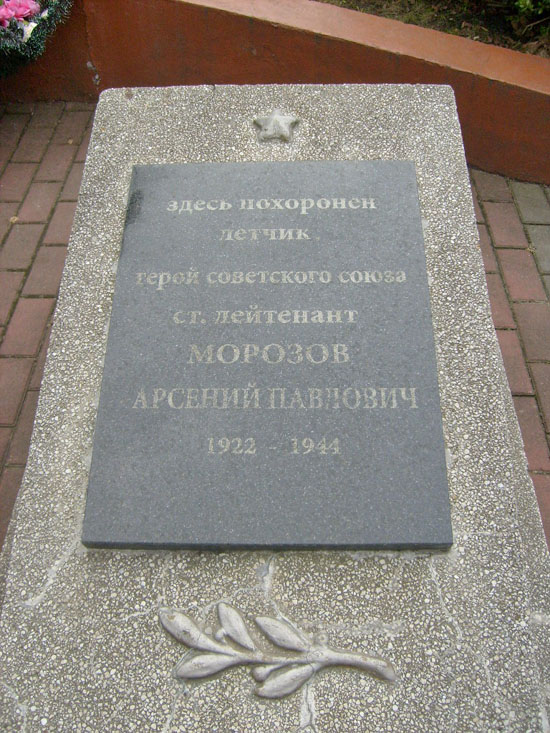 здесь похоронен
летчик
герой советского союза
ст. лейтенант
МОРОЗОВ
АРСЕНИЙ ПАВЛОВИЧ
1922 - 1944